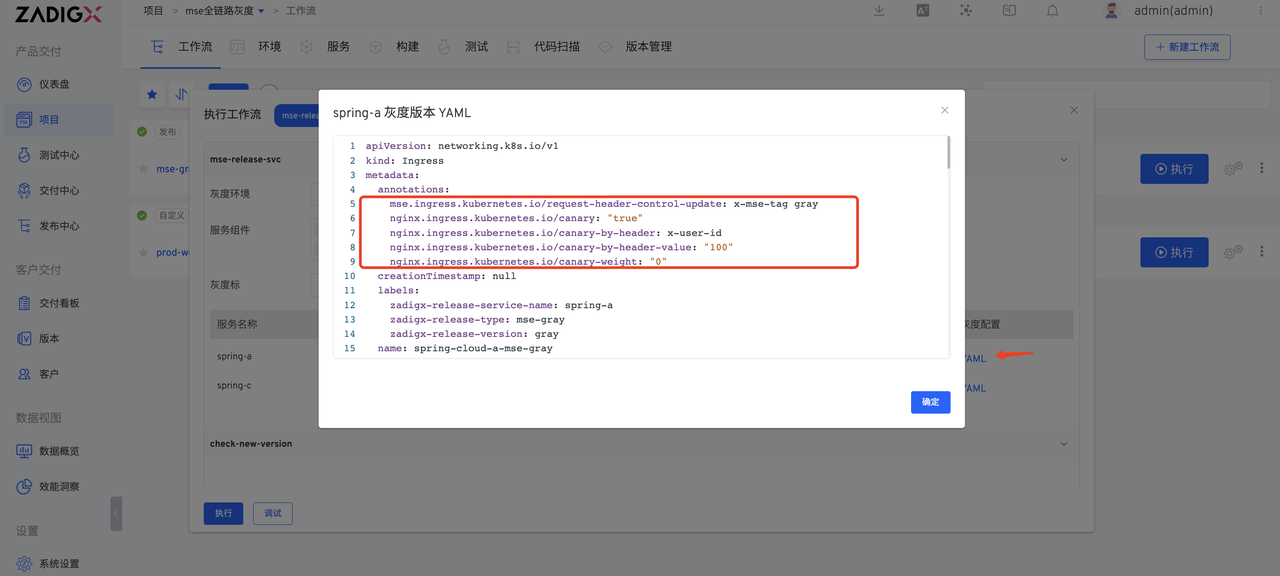 ZADIGX
项目 > mse全链路灰度 > 工作流
admin(admin)
产品交付
仪表盘
项目
测试中心
交付中心
发布中心
客户交付
交付看板
版本
客户
数据视图
数据概览
效能洞察
设置
系统设置
工作流 环境 服务 构建 测试 代码扫描 版本管理
+ 新建工作流
发布
自定义
执行
执行
执行工作流
mse-release-svc
灰度环境
服务组件
灰度标
服务名称
灰度配置
spring-a
spring-c
check-new-version
执行 调试
spring-a 灰度版本 YAML
1 apiVersion: networking.k8s.io/v1
2 kind: Ingress
3 metadata:
4 annotations:
5 mse.ingress.kubernetes.io/request-header-control-update: x-mse-tag gray
6 nginx.ingress.kubernetes.io/canary: "true"
7 nginx.ingress.kubernetes.io/canary-by-header: x-user-id
8 nginx.ingress.kubernetes.io/canary-by-header-value: "100"
9 nginx.ingress.kubernetes.io/canary-weight: "0"
10 creationTimestamp: null
11 labels:
12 zadigx-release-service-name: spring-a
13 zadigx-release-type: mse-gray
14 zadigx-release-version: gray
15 name: spring-cloud-a-mse-gray
确定